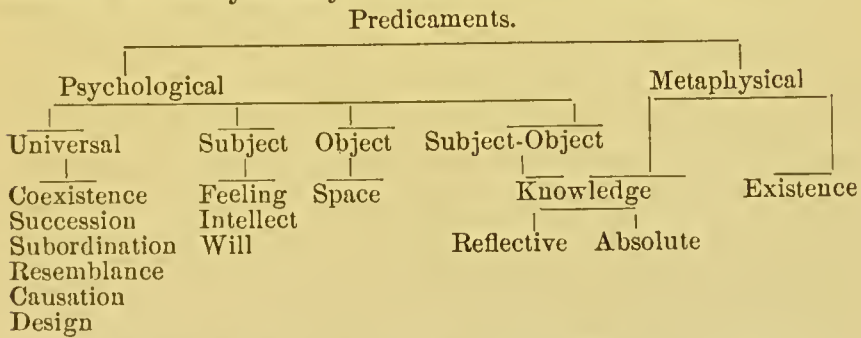 Predicaments.
Psychological Metaphysical
Universal Subject Object Subject-Object
Coexistence Feeling Space Knowledge Existence
Succession Intellect
Subordination Will Reflective Absolute
Resemblance
Causation
Design